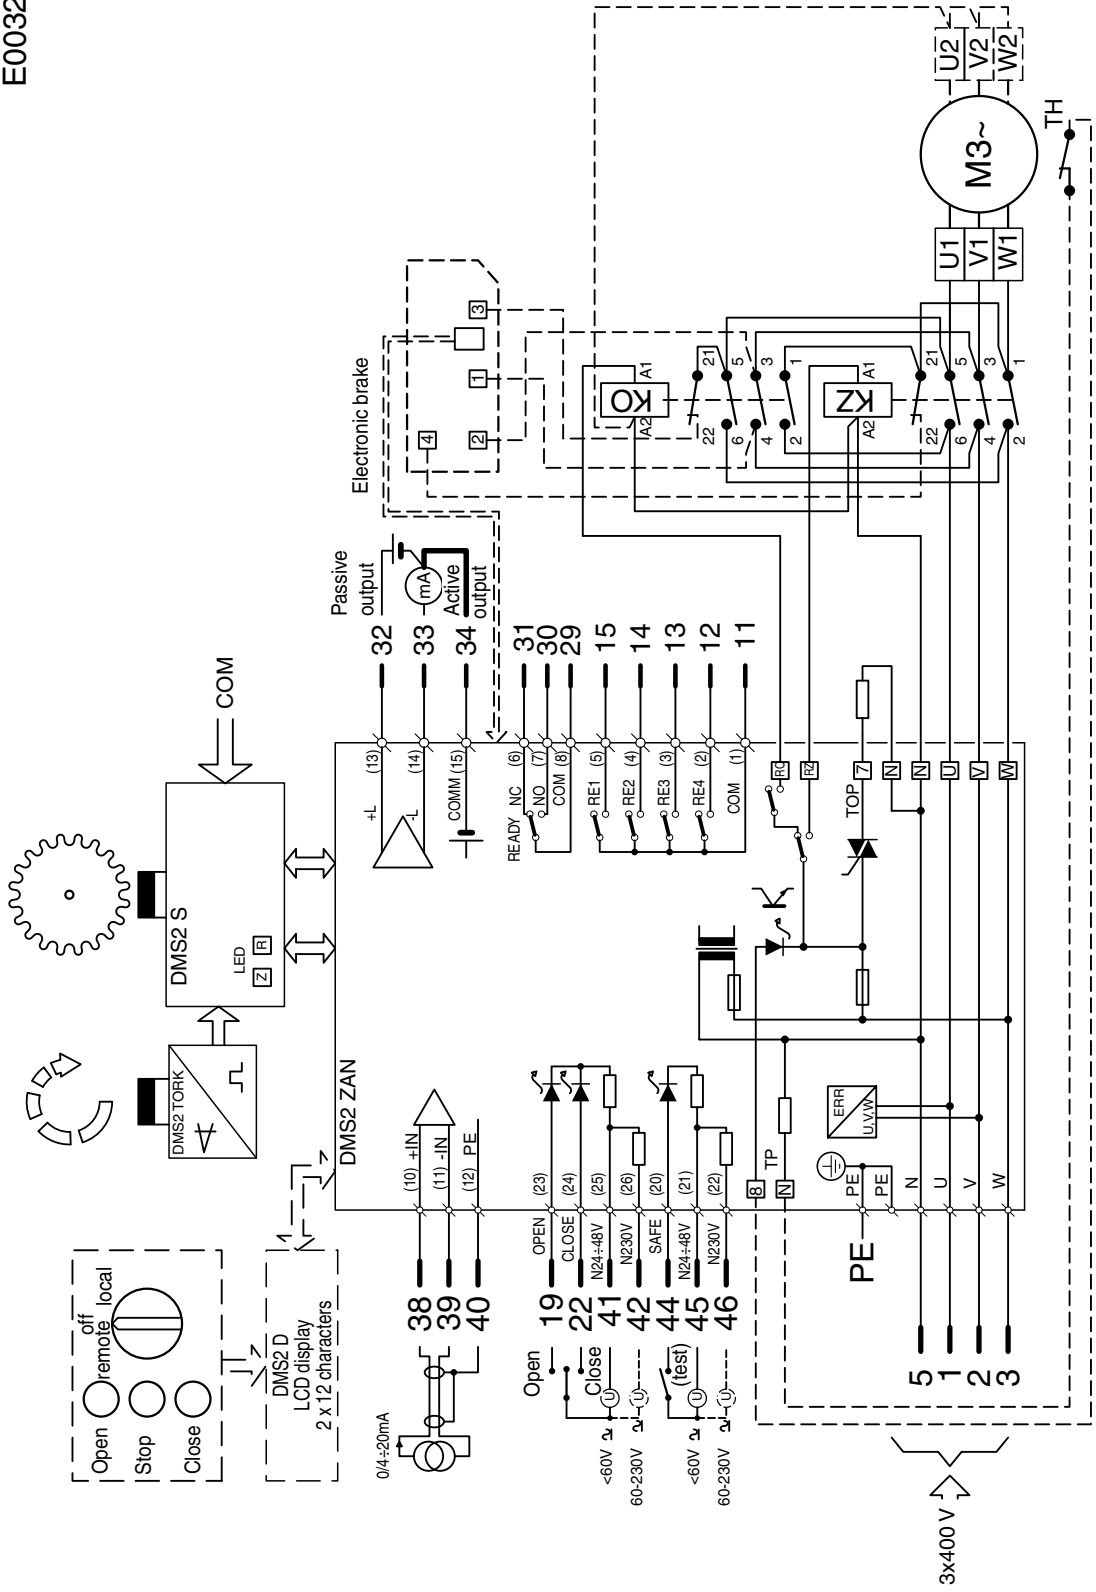 E0032
Open
Stop
Close
remote
off
local
DMS2 D
LCD display
2 x 12 characters
DMS2 TORK
DMS2 S
LED
Z
R
COM
DMS2 ZAN
0/4÷20mA
38
39
40
(10) +IN
(11) -IN
(12) PE
+L (13)
-L (14)
COMM (15)
32
33
34
Passive
output
mA
Active
output
Electronic brake
4
2
1
3
Open
Close
<60V
60-230V
U
U
19
22
41
42
OPEN (23)
CLOSE (24)
N24÷48V (25)
N230V (26)
(test)
<60V
60-230V
U
U
44
45
46
SAFE (20)
N24÷48V (21)
N230V (22)
READY
NC (6)
NO (7)
COM (8)
31
30
29
RE1 (5)
RE2 (4)
RE3 (3)
RE4 (2)
COM (1)
15
14
13
12
11
8
N
TP
RO
RZ
TOP
7
N
N
U
V
W
ERR
U,V,W
PE
PE
PE
N
U
V
W
5
1
2
3
3x400 V
KO
A1
A2
21
5
3
1
22
6
4
2
KZ
A1
A2
21
5
3
1
22
6
4
2
U1
V1
W1
M3~
U2
V2
W2
TH